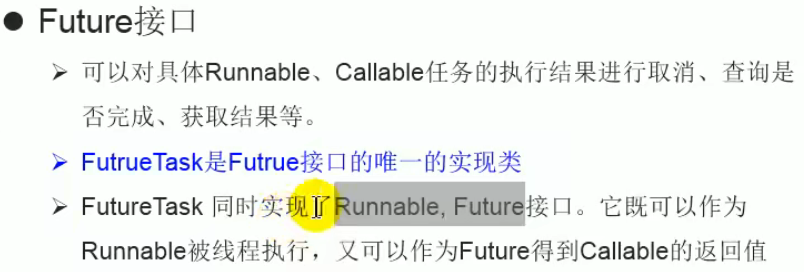 Future接口
可以对具体Runnable、Callable任务的执行结果进行取消、查询是
否完成、获取结果等。
FutrueTask是Futrue接口的唯一的实现类
FutureTask 同时实现了Runnable, Future接口。它既可以作为
Runnable被线程执行，又可以作为Future得到Callable的返回值